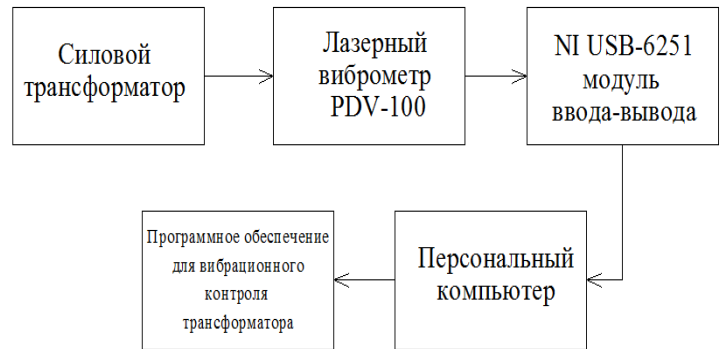 Силовой
трансформатор
Лазерный
виброметр
PDV-100
NI USB-6251
модуль
ввода-вывода
Программное обеспечение
для вибрационного
контроля
трансформатора
Персональный
компьютер